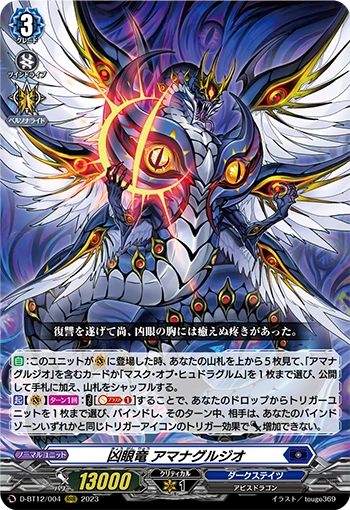 3
グレード
ツインドライブ
ペルソナライド
復讐を遂げて尚、凶眼の胸には癒えぬ疼きがあった。
自:このユニットがVに登場した時、あなたの山札を上から5枚見て、「アマナ
グルジオ」を含むカードか「マスク・オブ・ヒュドラグルム」を1枚まで選び、公開
して手札に加え、山札をシャッフルする。
起 V ターン1回:することで、あなたのドロップからトリガーユ
ニットを1枚まで選び、バインドし、そのターン中、相手は、あなたのバインド
ゾーンいずれかと同じトリガーアイコンのトリガー効果で増加できない。
ノーマルユニット
凶眼竜 アマナグルジオ
パワー 13000
クリティカル
1
ダークステイツ
アビスドラゴン
D-BT12/004 RRR 2023
イラスト/tougo369